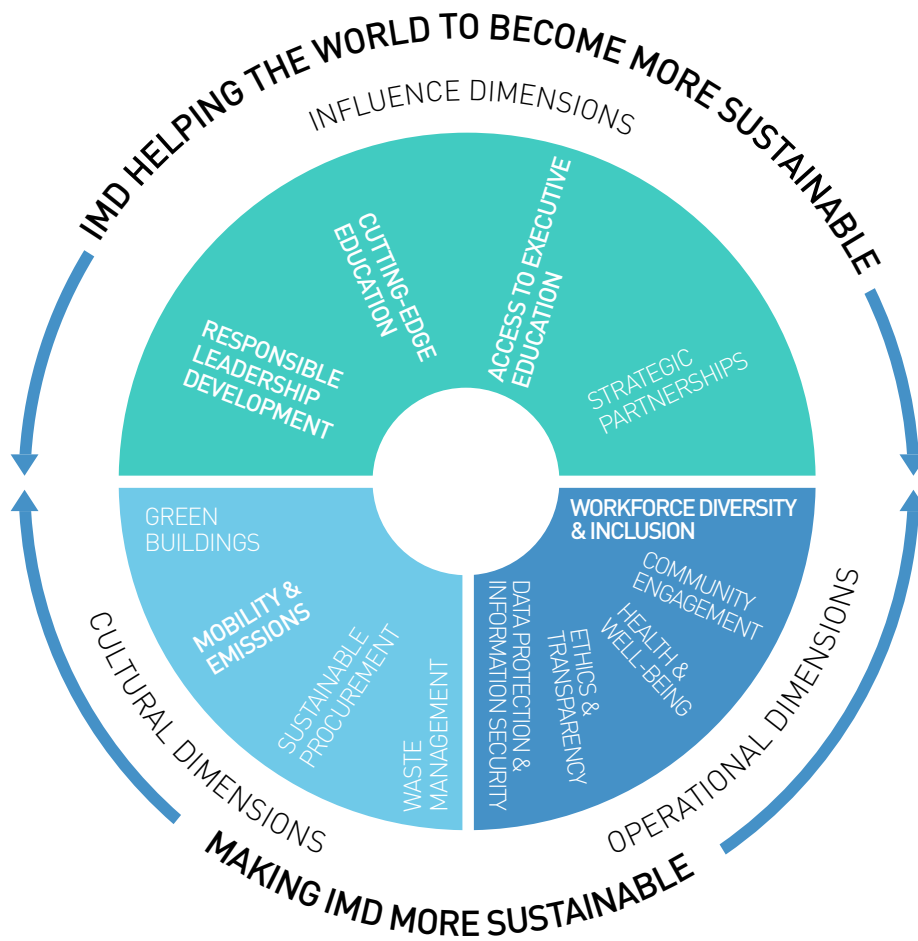 IMD HELPING THE WORLD TO BECOME MORE SUSTAINABLE
INFLUENCE DIMENSIONS
RESPONSIBLE
LEADERSHIP
DEVELOPMENT
CUTTING-EDGE
EDUCATION
ACCESS TO EXECUTIVE
EDUCATION
STRATEGIC
PARTNERSHIPS
GREEN
BUILDINGS
MOBILITY &
EMISSIONS
SUSTAINABLE
PROCUREMENT
WASTE
MANAGEMENT
WORKFORCE DIVERSITY
& INCLUSION
COMMUNITY
ENGAGEMENT
HEALTH &
WELL-BEING
ETHICS &
TRANSPARENCY
DATA PROTECTION &
INFORMATION SECURITY
CULTURAL DIMENSIONS
OPERATIONAL DIMENSIONS
MAKING IMD MORE SUSTAINABLE